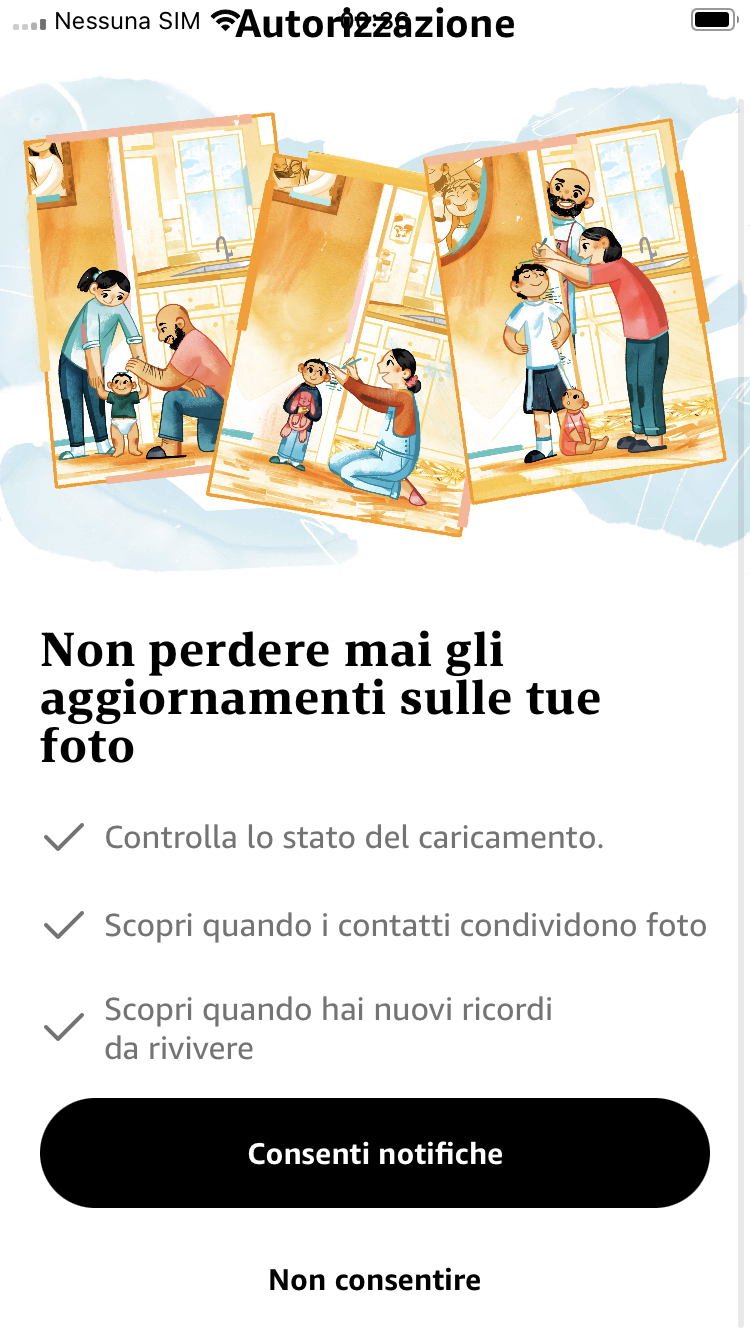 Nessuna SIM
Autorizzazione
Non perdere mai gli
aggiornamenti sulle tue
foto
Controlla lo stato del caricamento.
Scopri quando i contatti condividono foto
Scopri quando hai nuovi ricordi
da rivivere
Consenti notifiche
Non consentire